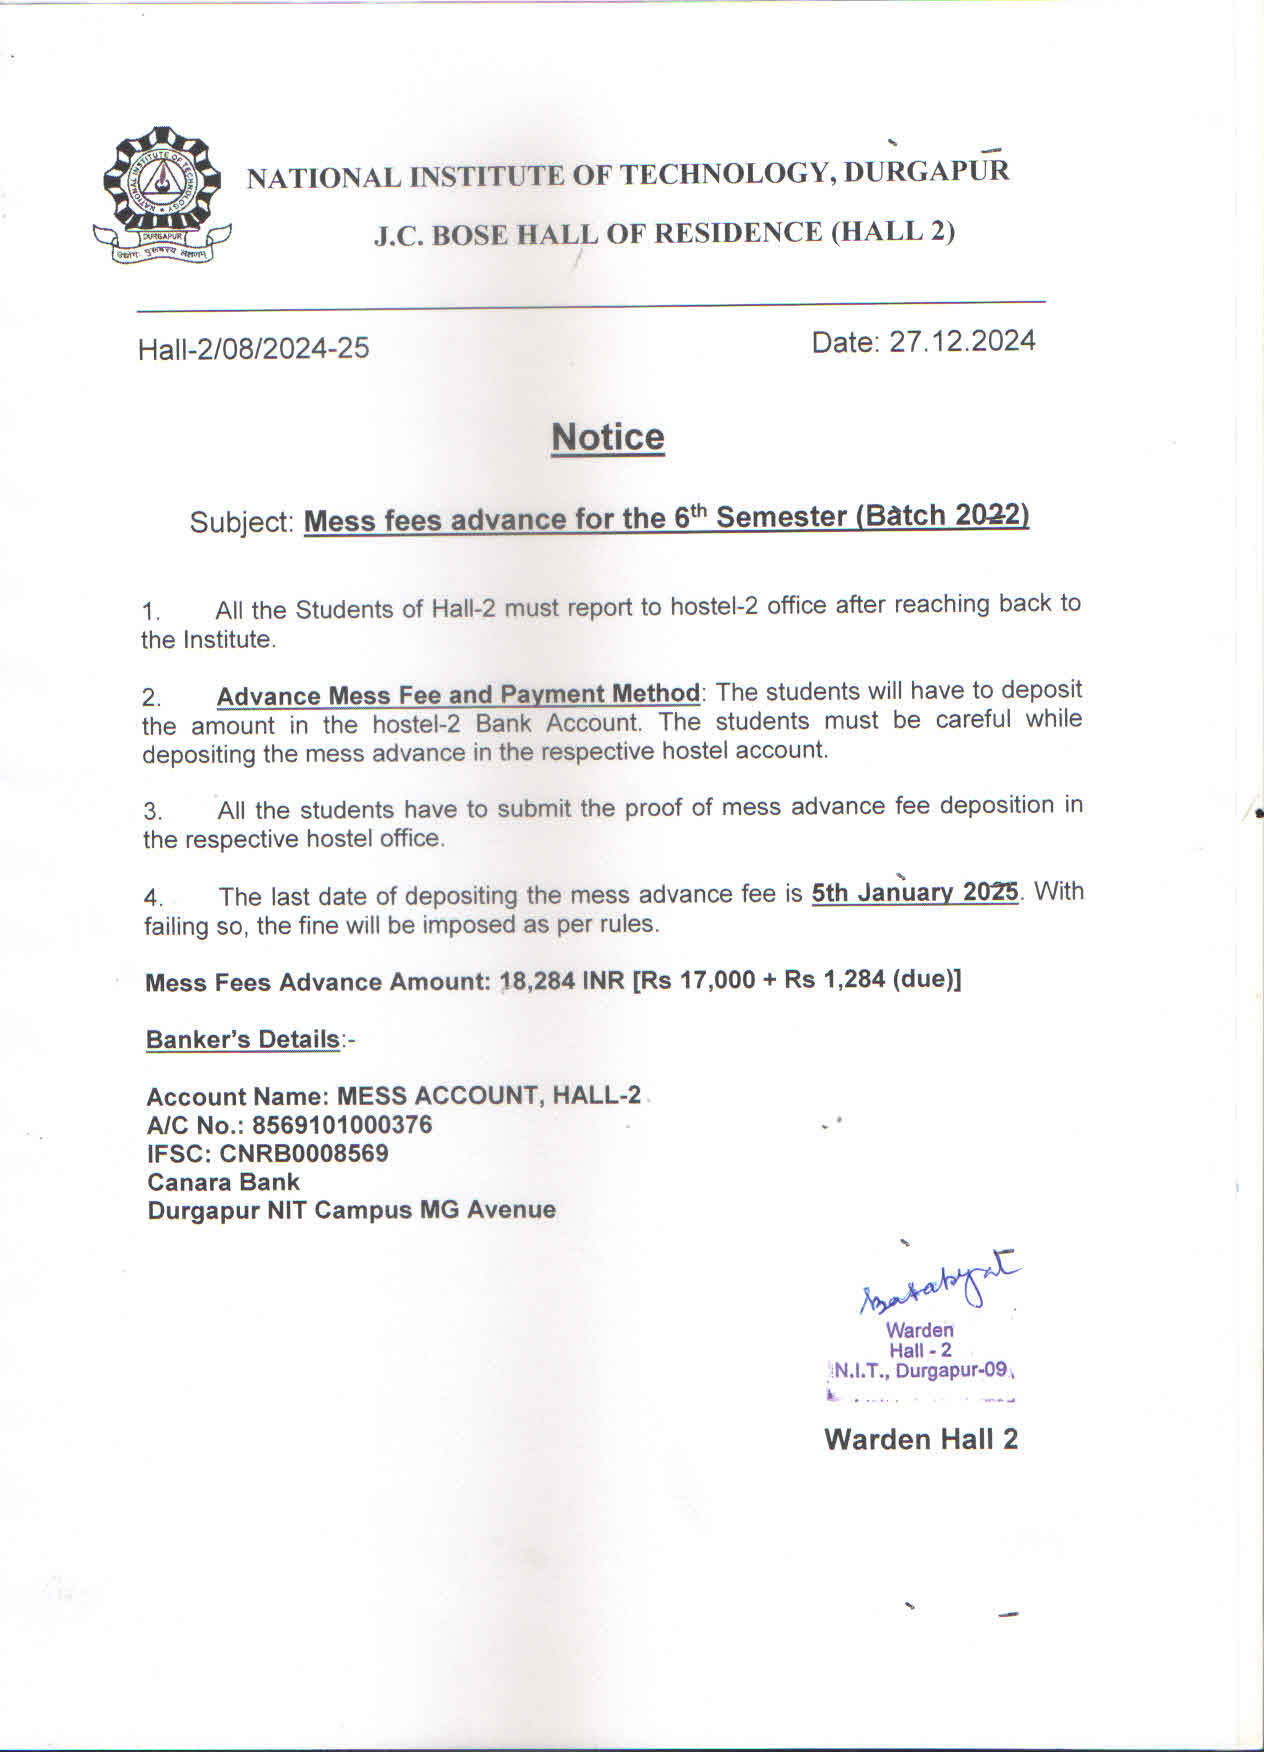 NATIONAL INSTITUTE OF TECHNOLOGY
DURGAPUR
उद्योगः पुरुषस्य लक्षणम्
NATIONAL INSTITUTE OF TECHNOLOGY, DURGAPUR
J.C. BOSE HALL OF RESIDENCE (HALL 2)
Hall-2/08/2024-25
Date: 27.12.2024
Notice
Subject: Mess fees advance for the 6th Semester (Batch 2022)
1. All the Students of Hall-2 must report to hostel-2 office after reaching back to
the Institute.
2. Advance Mess Fee and Payment Method: The students will have to deposit
the amount in the hostel-2 Bank Account. The students must be careful while
depositing the mess advance in the respective hostel account.
3. All the students have to submit the proof of mess advance fee deposition in
the respective hostel office.
4. The last date of depositing the mess advance fee is 5th January 2025. With
failing so, the fine will be imposed as per rules.
Mess Fees Advance Amount: 18,284 INR [Rs 17,000 + Rs 1,284 (due)]
Banker's Details:-
Account Name: MESS ACCOUNT, HALL-2
A/C No.: 8569101000376
IFSC: CNRB0008569
Canara Bank
Durgapur NIT Campus MG Avenue
Warden
Hall - 2
N.I.T., Durgapur-09
Warden Hall 2